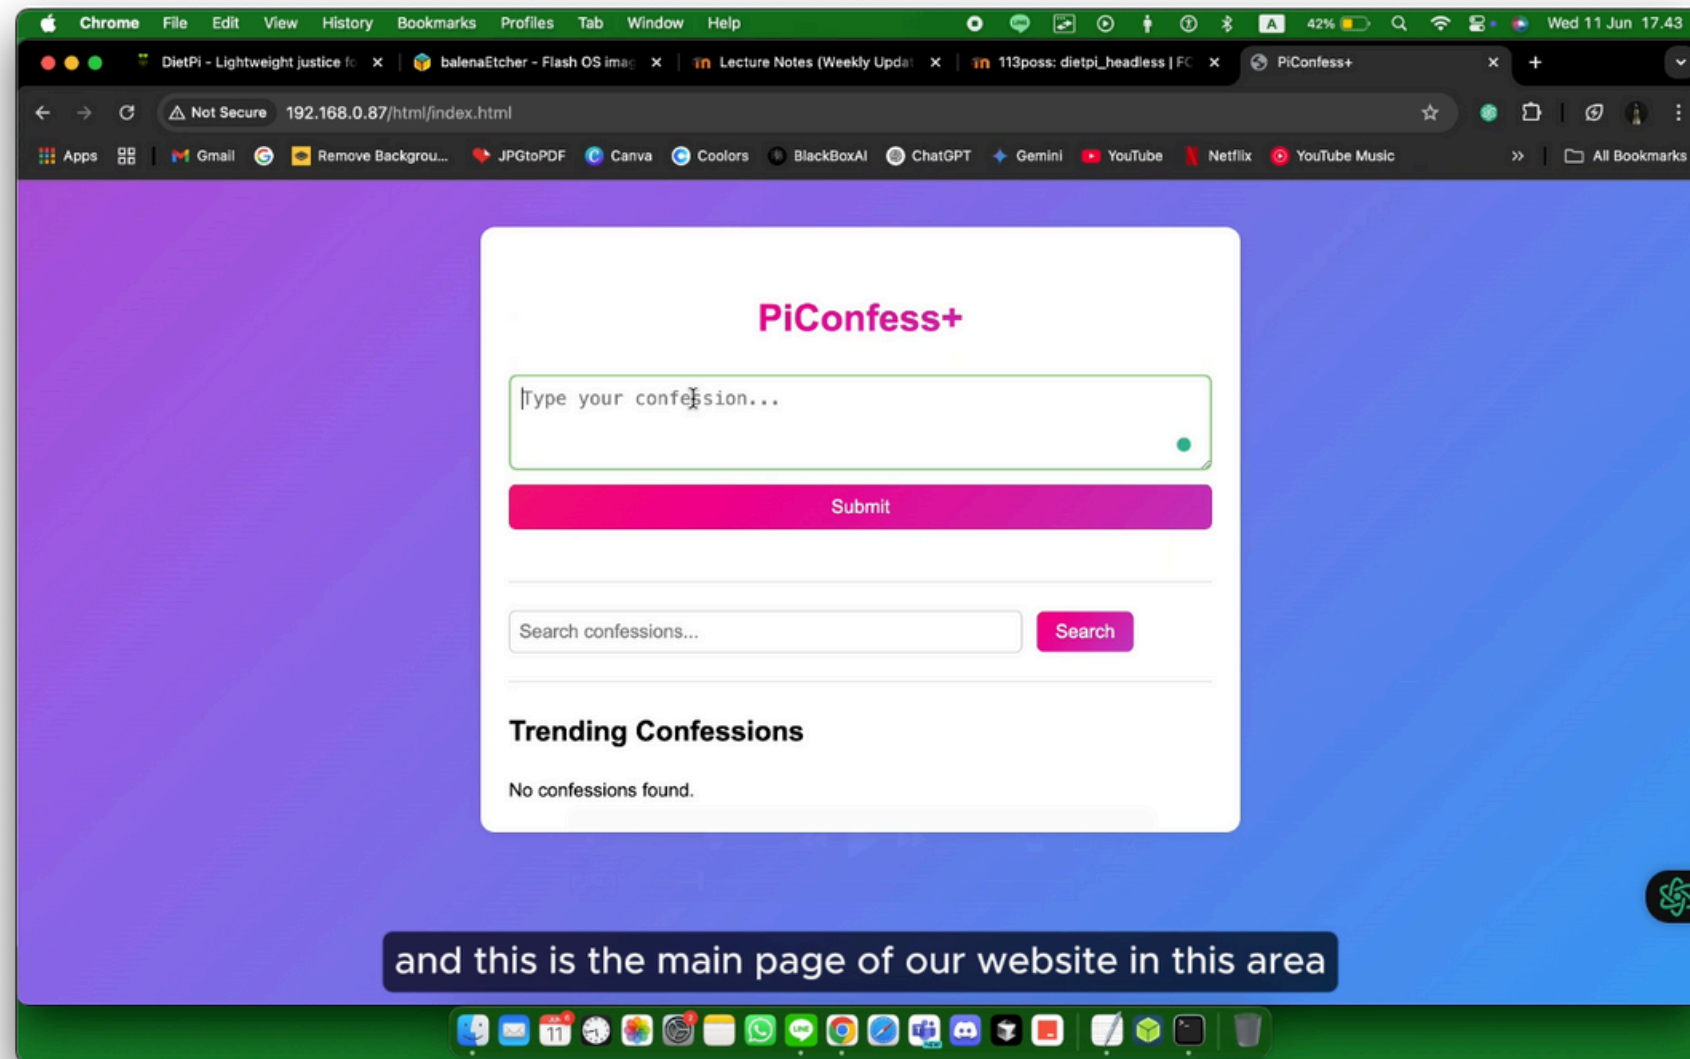 Chrome File Edit View History Bookmarks Profiles Tab Window Help A 42% Wed 11 Jun 17.43
DietPi - Lightweight justice fo balenaEtcher - Flash OS imag Lecture Notes (Weekly Updat 113poss: dietpi_headless | FC PiConfess+
Not Secure 192.168.0.87/html/index.html
Apps Gmail Remove Backgrou... JPGtoPDF Canva Coolors BlackBoxAI ChatGPT Gemini YouTube Netflix YouTube Music >> All Bookmarks
PiConfess+
Type your confession...
Submit
Search confessions...
Search
Trending Confessions
No confessions found.
and this is the main page of our website in this area